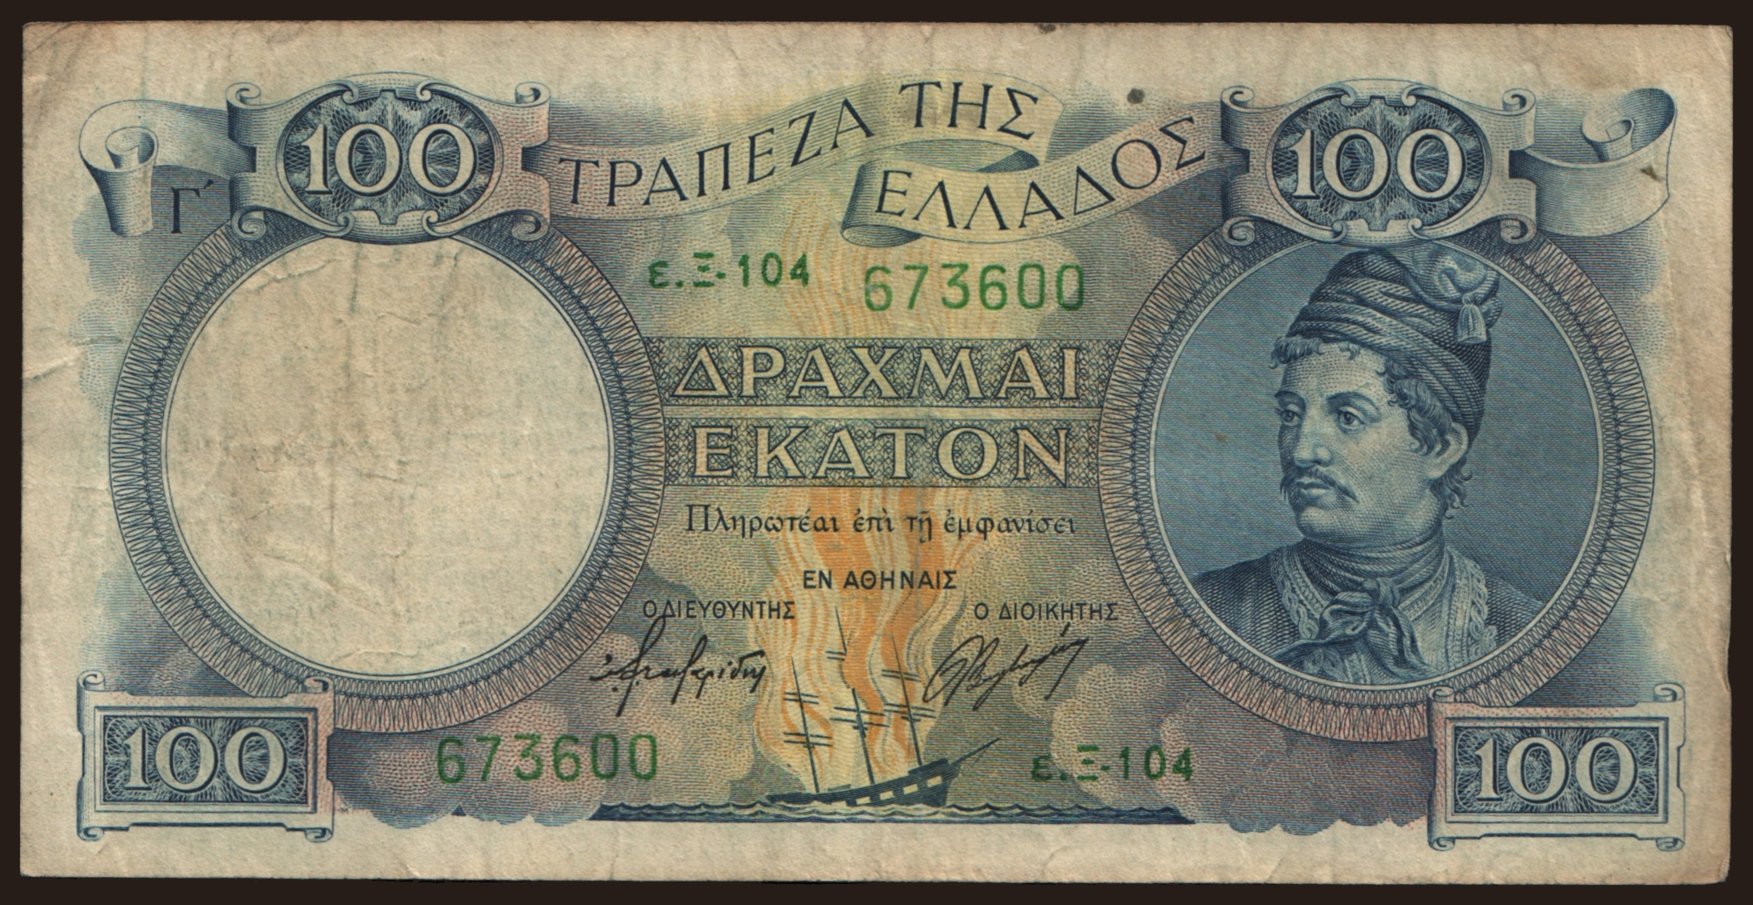 100
100
ΤΡΑΠΕΖΑ ΤΗΣ
ΕΛΛΑΔΟΣ
Γ΄
ε.Ξ-104 673600
ΔΡΑΧΜΑΙ
ΕΚΑΤΟΝ
Πληρωτέαι ἐπὶ τῇ ἐμφανίσει
ΕΝ ΑΘΗΝΑΙΣ
Ο ΔΙΕΥΘΥΝΤΗΣ Ο ΔΙΟΙΚΗΤΗΣ
673600 ε.Ξ-104
100
100